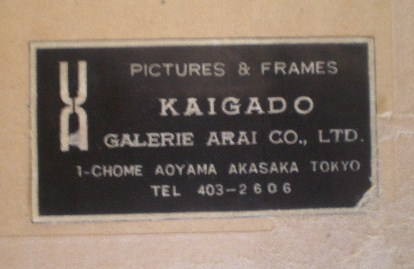 PICTURES & FRAMES
KAIGADO
GALERIE ARAI CO., LTD.
1-CHOME AOYAMA AKASAKA TOKYO
TEL 403-2606